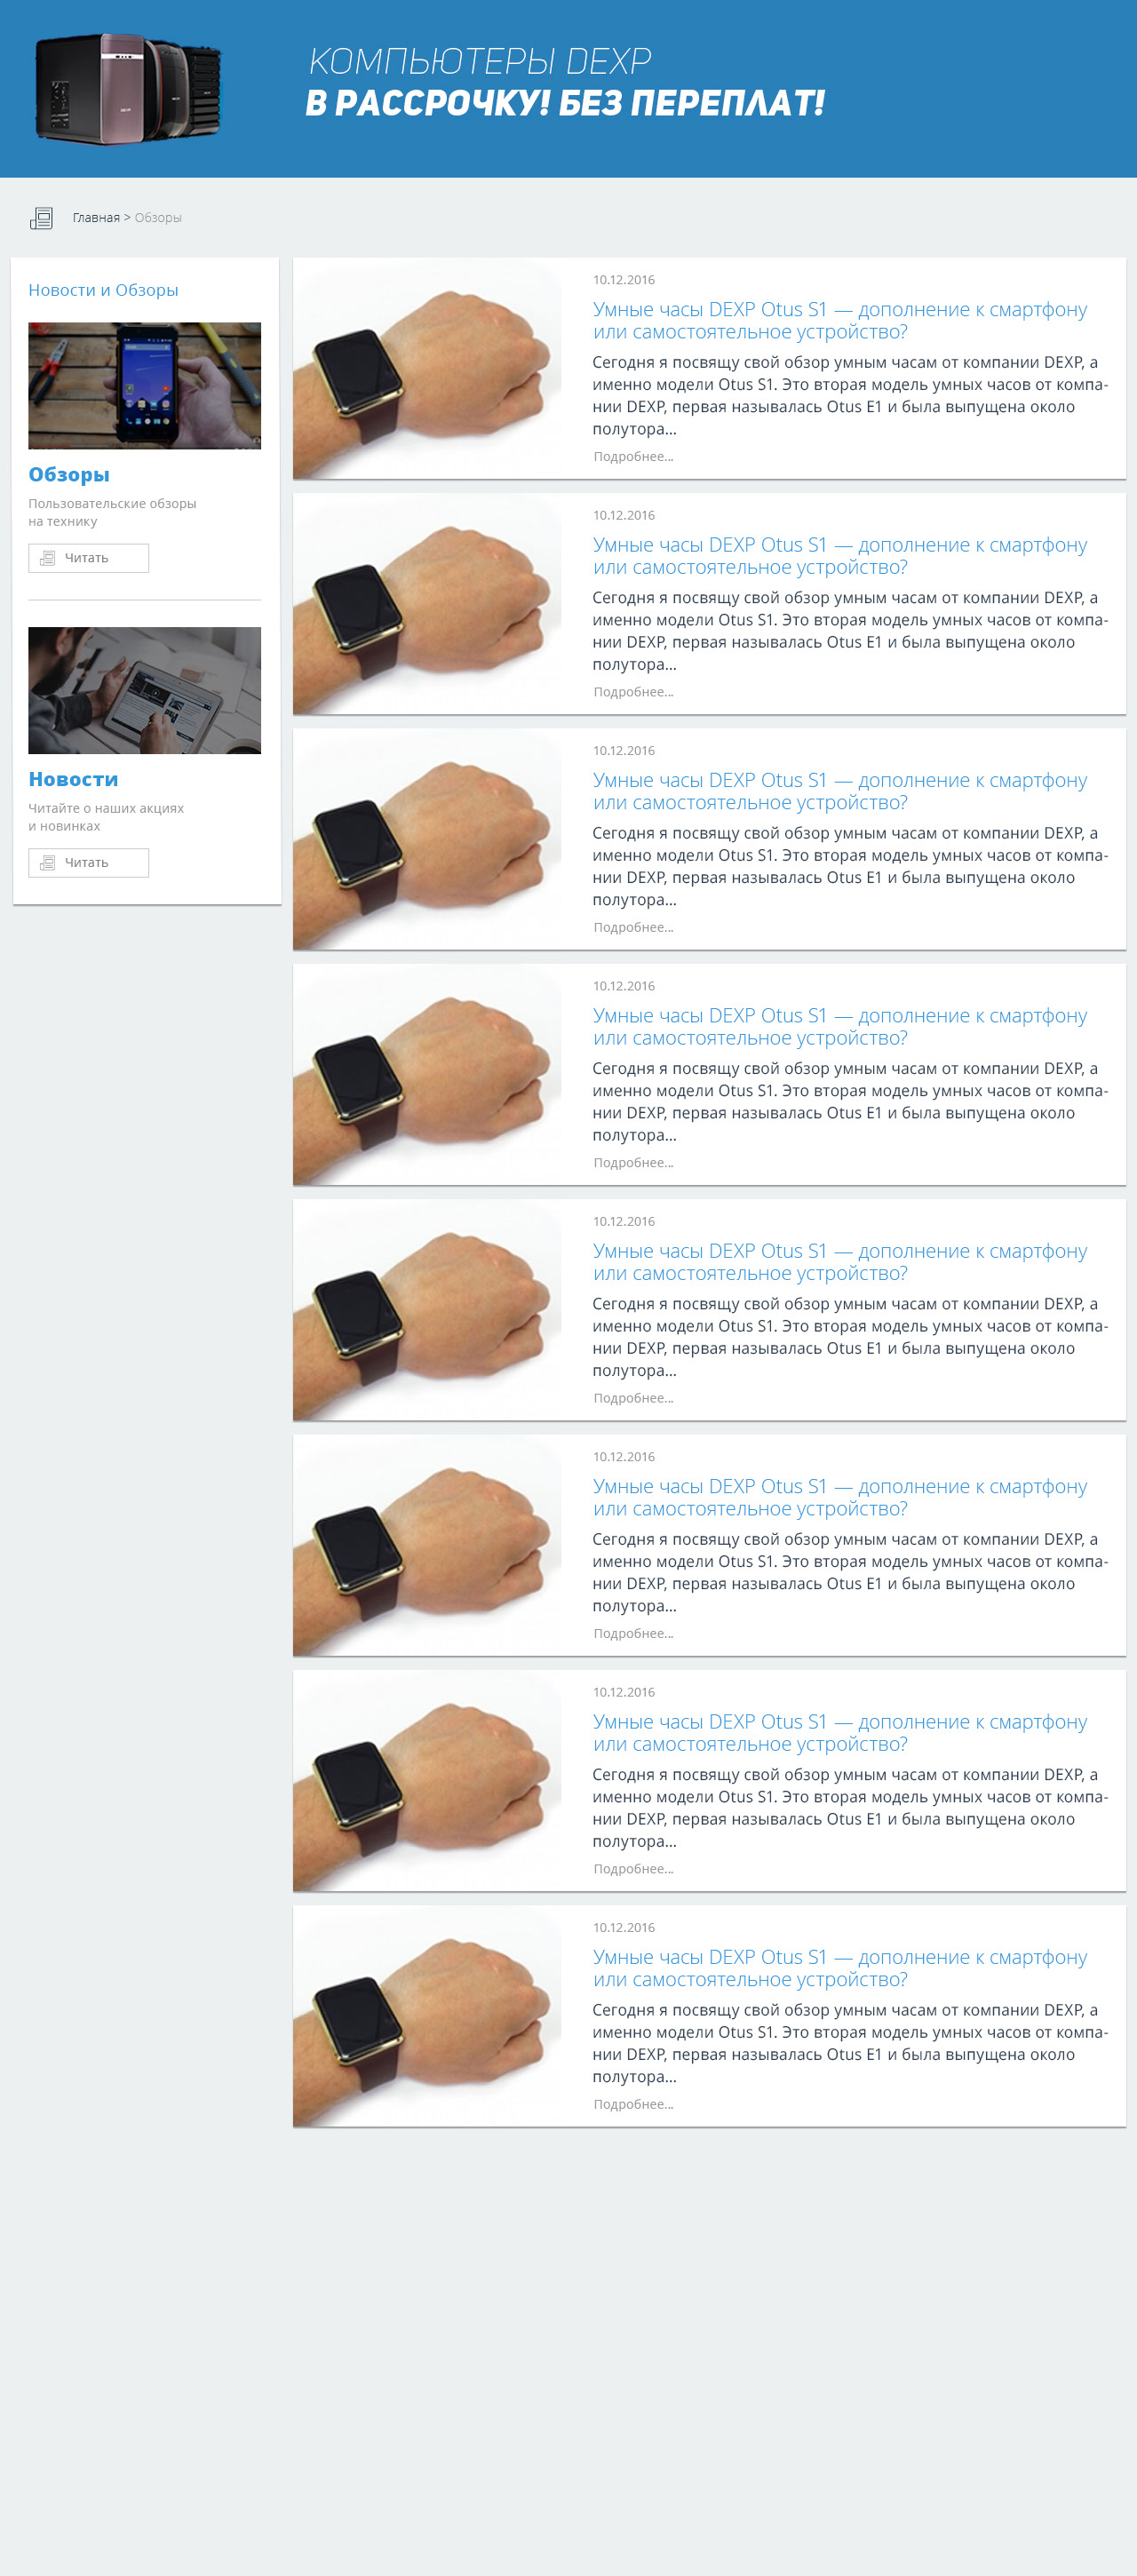 КОМПЬЮТЕРЫ DEXP
В РАССРОЧКУ! БЕЗ ПЕРЕПЛАТ!
Главная > Обзоры
Новости и Обзоры
Обзоры
Пользовательские обзоры
на технику
Читать
Новости
Читайте о наших акциях
и новинках
Читать
10.12.2016
Умные часы DEXP Otus S1 — дополнение к смартфону
или самостоятельное устройство?
Сегодня я посвящу свой обзор умным часам от компании DEXP, а
именно модели Otus S1. Это вторая модель умных часов от компа-
нии DEXP, первая называлась Otus E1 и была выпущена около
полутора...
Подробнее...
10.12.2016
Умные часы DEXP Otus S1 — дополнение к смартфону
или самостоятельное устройство?
Сегодня я посвящу свой обзор умным часам от компании DEXP, а
именно модели Otus S1. Это вторая модель умных часов от компа-
нии DEXP, первая называлась Otus E1 и была выпущена около
полутора...
Подробнее...
10.12.2016
Умные часы DEXP Otus S1 — дополнение к смартфону
или самостоятельное устройство?
Сегодня я посвящу свой обзор умным часам от компании DEXP, а
именно модели Otus S1. Это вторая модель умных часов от компа-
нии DEXP, первая называлась Otus E1 и была выпущена около
полутора...
Подробнее...
10.12.2016
Умные часы DEXP Otus S1 — дополнение к смартфону
или самостоятельное устройство?
Сегодня я посвящу свой обзор умным часам от компании DEXP, а
именно модели Otus S1. Это вторая модель умных часов от компа-
нии DEXP, первая называлась Otus E1 и была выпущена около
полутора...
Подробнее...
10.12.2016
Умные часы DEXP Otus S1 — дополнение к смартфону
или самостоятельное устройство?
Сегодня я посвящу свой обзор умным часам от компании DEXP, а
именно модели Otus S1. Это вторая модель умных часов от компа-
нии DEXP, первая называлась Otus E1 и была выпущена около
полутора...
Подробнее...
10.12.2016
Умные часы DEXP Otus S1 — дополнение к смартфону
или самостоятельное устройство?
Сегодня я посвящу свой обзор умным часам от компании DEXP, а
именно модели Otus S1. Это вторая модель умных часов от компа-
нии DEXP, первая называлась Otus E1 и была выпущена около
полутора...
Подробнее...
10.12.2016
Умные часы DEXP Otus S1 — дополнение к смартфону
или самостоятельное устройство?
Сегодня я посвящу свой обзор умным часам от компании DEXP, а
именно модели Otus S1. Это вторая модель умных часов от компа-
нии DEXP, первая называлась Otus E1 и была выпущена около
полутора...
Подробнее...
10.12.2016
Умные часы DEXP Otus S1 — дополнение к смартфону
или самостоятельное устройство?
Сегодня я посвящу свой обзор умным часам от компании DEXP, а
именно модели Otus S1. Это вторая модель умных часов от компа-
нии DEXP, первая называлась Otus E1 и была выпущена около
полутора...
Подробнее...